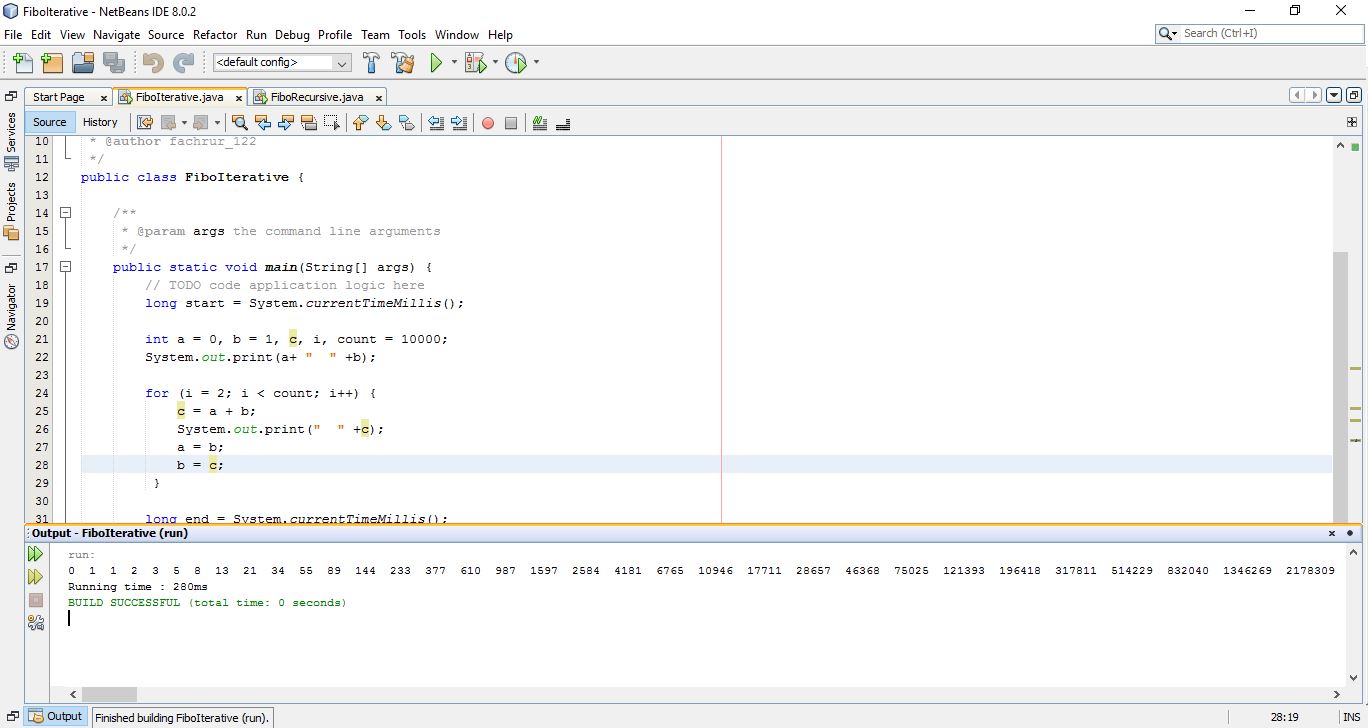 FiboIterative - NetBeans IDE 8.0.2
File Edit View Navigate Source Refactor Run Debug Profile Team Tools Window Help
Search (Ctrl+I)
<default config>
Start Page x FiboIterative.java x FiboRecursive.java x
Source History
Services
Projects
Navigator
10 * @author fachrur_122
11 */
12 public class FiboIterative {
13
14 /**
15 * @param args the command line arguments
16 */
17 public static void main(String[] args) {
18 // TODO code application logic here
19 long start = System.currentTimeMillis();
20
21 int a = 0, b = 1, c, i, count = 10000;
22 System.out.print(a+ "  " +b);
23
24 for (i = 2; i < count; i++) {
25 c = a + b;
26 System.out.print("  " +c);
27 a = b;
28 b = c;
29 }
30
31 long end = System.currentTimeMillis();
Output - FiboIterative (run)
run:
0 1 1 2 3 5 8 13 21 34 55 89 144 233 377 610 987 1597 2584 4181 6765 10946 17711 28657 46368 75025 121393 196418 317811 514229 832040 1346269 2178309
Running time : 280ms
BUILD SUCCESSFUL (total time: 0 seconds)
Output
Finished building FiboIterative (run).
28:19 INS